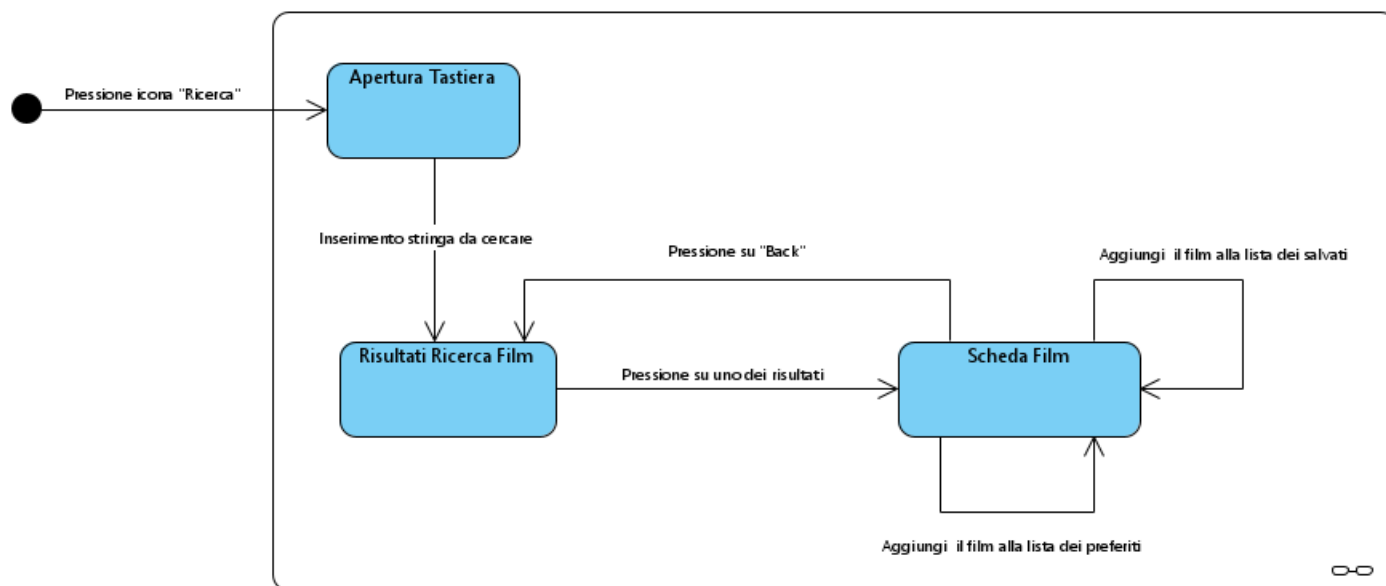 Apertura Tastiera
Pressione icona "Ricerca"
Inserimento stringa da cercare
Pressione su "Back"
Aggiungi il film alla lista dei salvati
Risultati Ricerca Film
Scheda Film
Pressione su uno dei risultati
Aggiungi il film alla lista dei preferiti